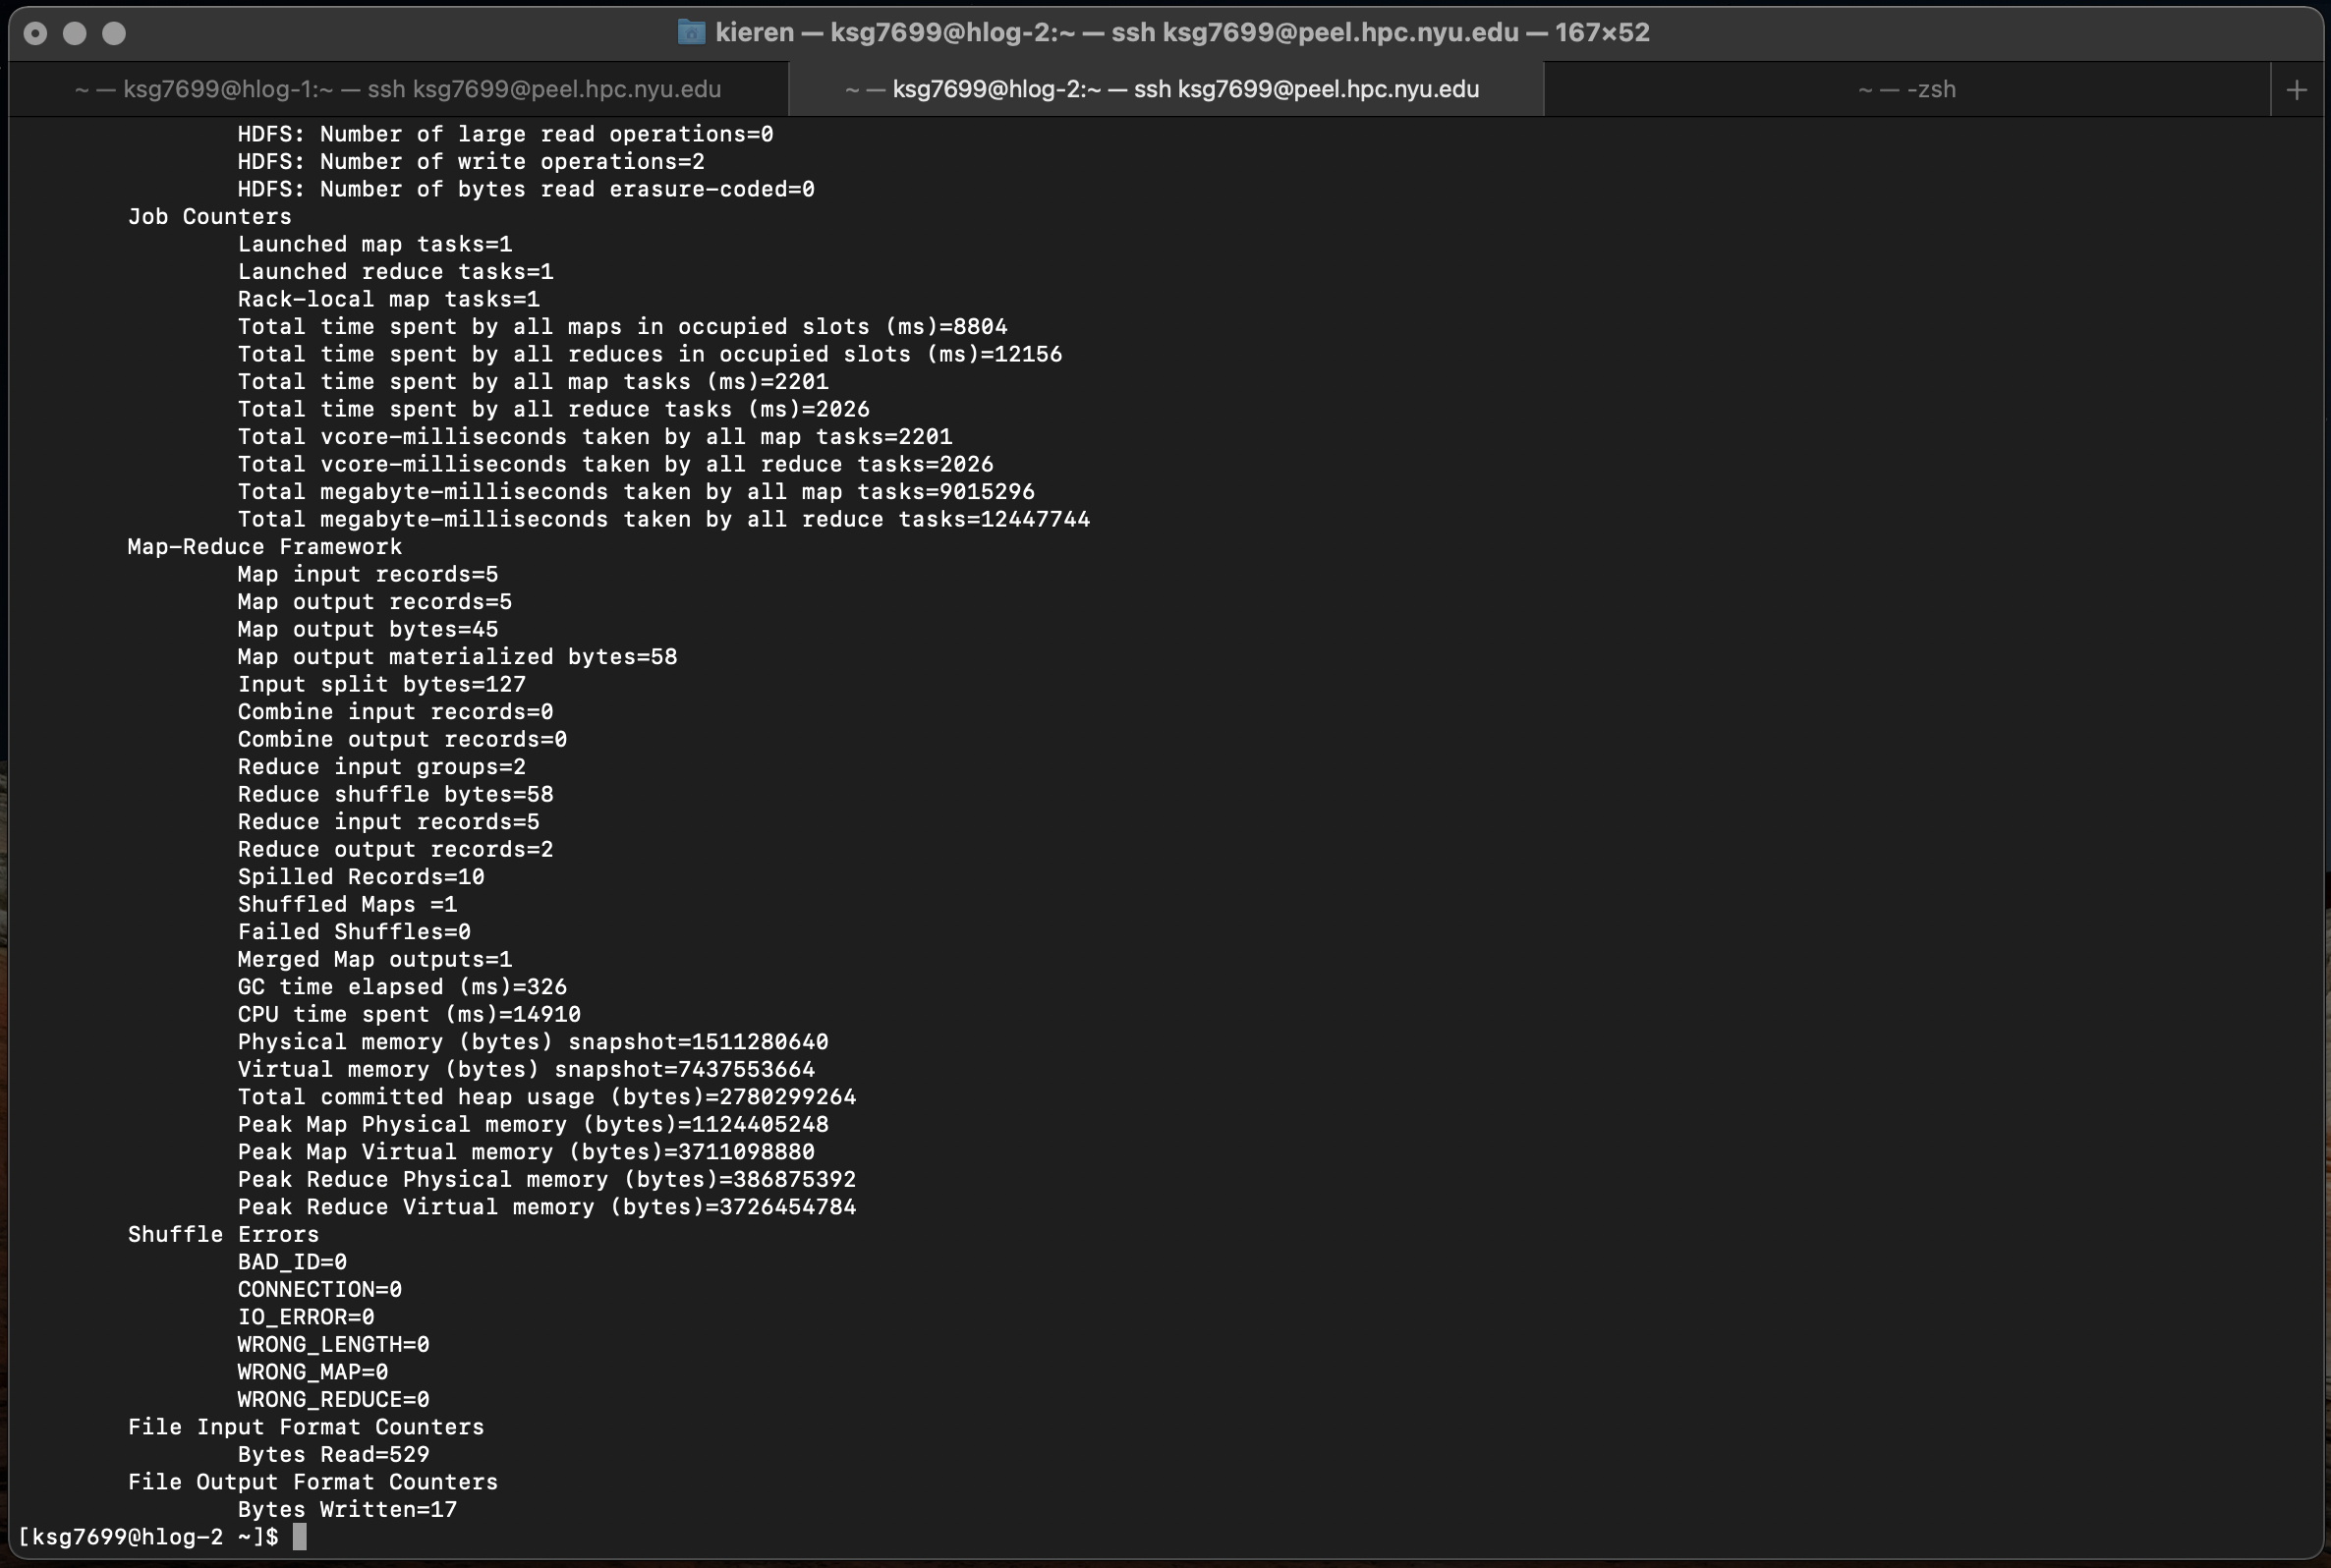 kieren — ksg7699@hlog-2:~ — ssh ksg7699@peel.hpc.nyu.edu — 167×52
~ — ksg7699@hlog-1:~ — ssh ksg7699@peel.hpc.nyu.edu
~ — ksg7699@hlog-2:~ — ssh ksg7699@peel.hpc.nyu.edu
~ — -zsh
+
HDFS: Number of large read operations=0
HDFS: Number of write operations=2
HDFS: Number of bytes read erasure-coded=0
Job Counters
Launched map tasks=1
Launched reduce tasks=1
Rack-local map tasks=1
Total time spent by all maps in occupied slots (ms)=8804
Total time spent by all reduces in occupied slots (ms)=12156
Total time spent by all map tasks (ms)=2201
Total time spent by all reduce tasks (ms)=2026
Total vcore-milliseconds taken by all map tasks=2201
Total vcore-milliseconds taken by all reduce tasks=2026
Total megabyte-milliseconds taken by all map tasks=9015296
Total megabyte-milliseconds taken by all reduce tasks=12447744
Map-Reduce Framework
Map input records=5
Map output records=5
Map output bytes=45
Map output materialized bytes=58
Input split bytes=127
Combine input records=0
Combine output records=0
Reduce input groups=2
Reduce shuffle bytes=58
Reduce input records=5
Reduce output records=2
Spilled Records=10
Shuffled Maps =1
Failed Shuffles=0
Merged Map outputs=1
GC time elapsed (ms)=326
CPU time spent (ms)=14910
Physical memory (bytes) snapshot=1511280640
Virtual memory (bytes) snapshot=7437553664
Total committed heap usage (bytes)=2780299264
Peak Map Physical memory (bytes)=1124405248
Peak Map Virtual memory (bytes)=3711098880
Peak Reduce Physical memory (bytes)=386875392
Peak Reduce Virtual memory (bytes)=3726454784
Shuffle Errors
BAD_ID=0
CONNECTION=0
IO_ERROR=0
WRONG_LENGTH=0
WRONG_MAP=0
WRONG_REDUCE=0
File Input Format Counters
Bytes Read=529
File Output Format Counters
Bytes Written=17
[ksg7699@hlog-2 ~]$